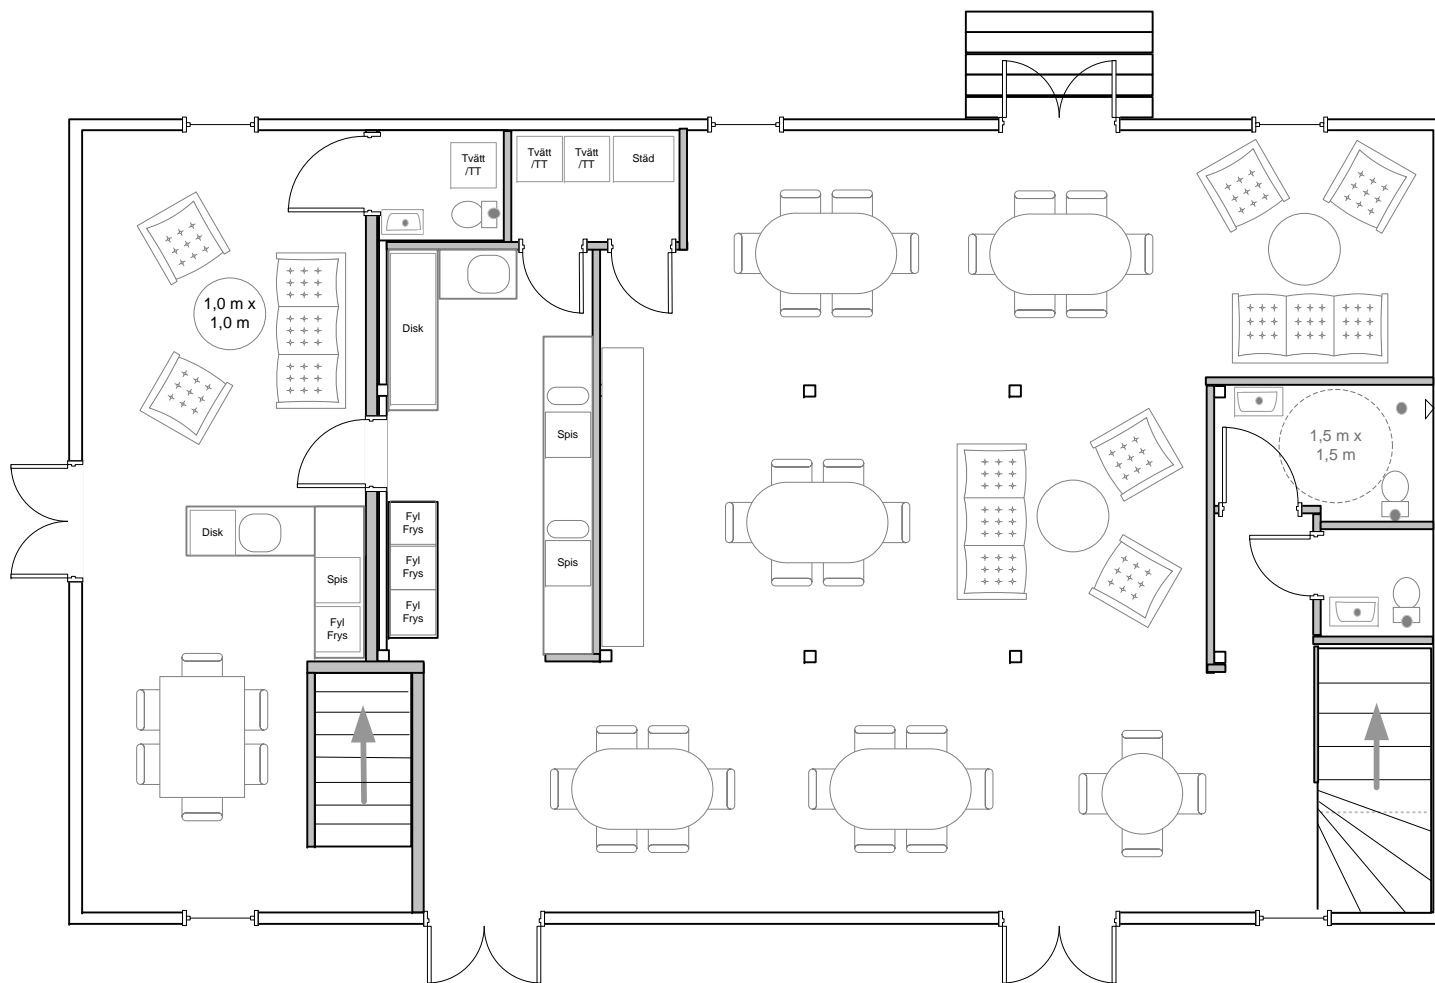 Tvätt
/TT
Tvätt
/TT
Tvätt
/TT
Städ
1,0 m x
1,0 m
Disk
Spis
1,5 m x
1,5 m
Fyl
Frys
Disk
Fyl
Frys
Spis
Spis
Fyl
Frys
Fyl
Frys